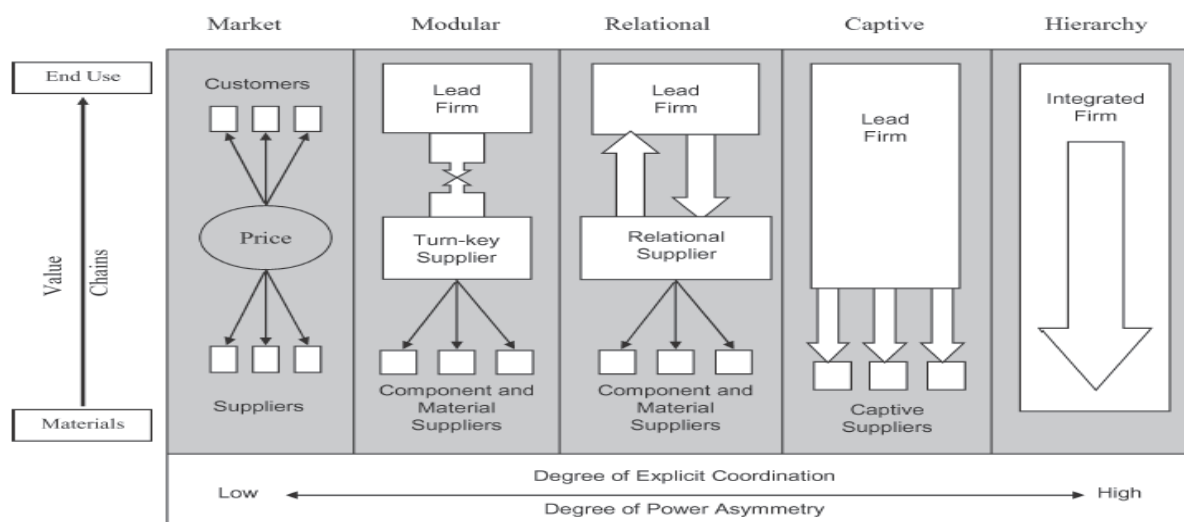 Market
Modular
Relational
Captive
Hierarchy
End Use
Value
Chains
Materials
Customers
Price
Suppliers
Lead
Firm
Turn-key
Supplier
Component and
Material
Suppliers
Lead
Firm
Relational
Supplier
Component and
Material
Suppliers
Lead
Firm
Captive
Suppliers
Integrated
Firm
Degree of Explicit Coordination
Low
High
Degree of Power Asymmetry